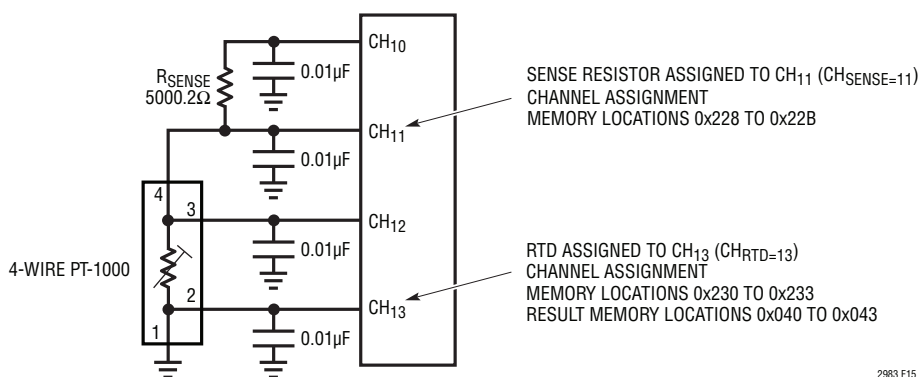 CH10
0.01µF
RSENSE
5000.2Ω
SENSE RESISTOR ASSIGNED TO CH11 (CHSENSE=11)
CHANNEL ASSIGNMENT
MEMORY LOCATIONS 0x228 TO 0x22B
CH11
0.01µF
4
3
CH12
4-WIRE PT-1000
0.01µF
RTD ASSIGNED TO CH13 (CHRTD=13)
CHANNEL ASSIGNMENT
MEMORY LOCATIONS 0x230 TO 0x233
RESULT MEMORY LOCATIONS 0x040 TO 0x043
2
CH13
1
0.01µF
2983 F15